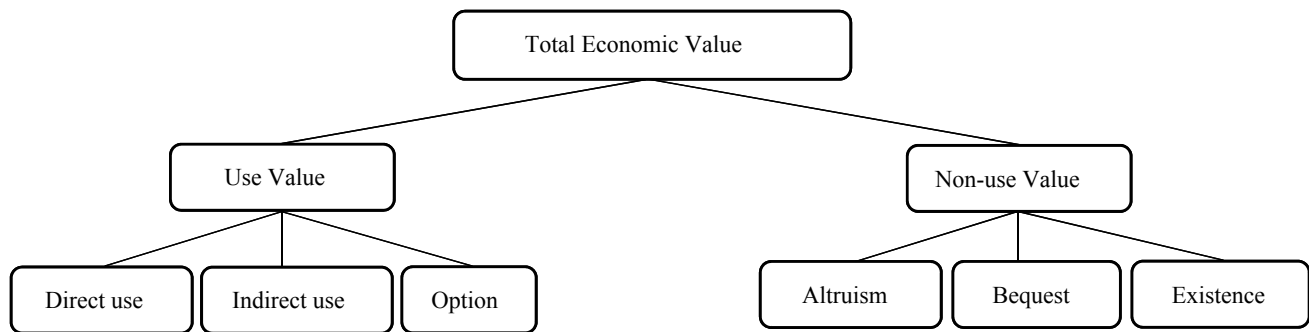 Total Economic Value
Use Value
Non-use Value
Direct use
Indirect use
Option
Altruism
Bequest
Existence